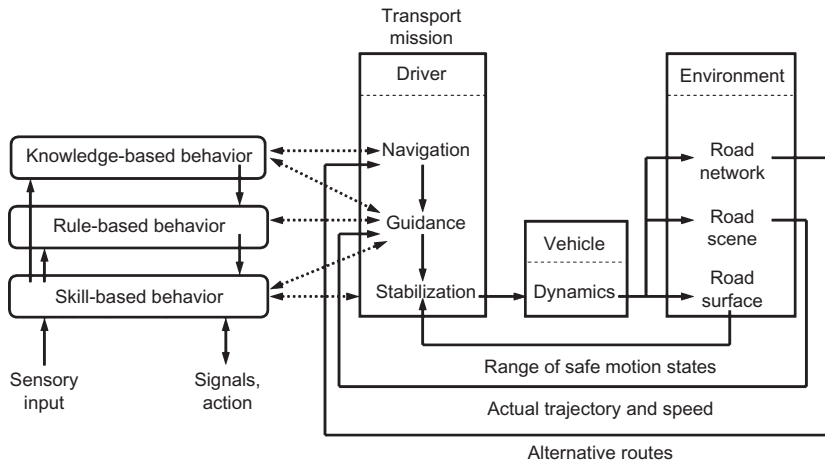 Transport
mission
Driver
Environment
Knowledge-based behavior
Navigation
Road
network
Rule-based behavior
Guidance
Road
scene
Vehicle
Skill-based behavior
Stabilization
Dynamics
Road
surface
Sensory
input
Signals,
action
Range of safe motion states
Actual trajectory and speed
Alternative routes